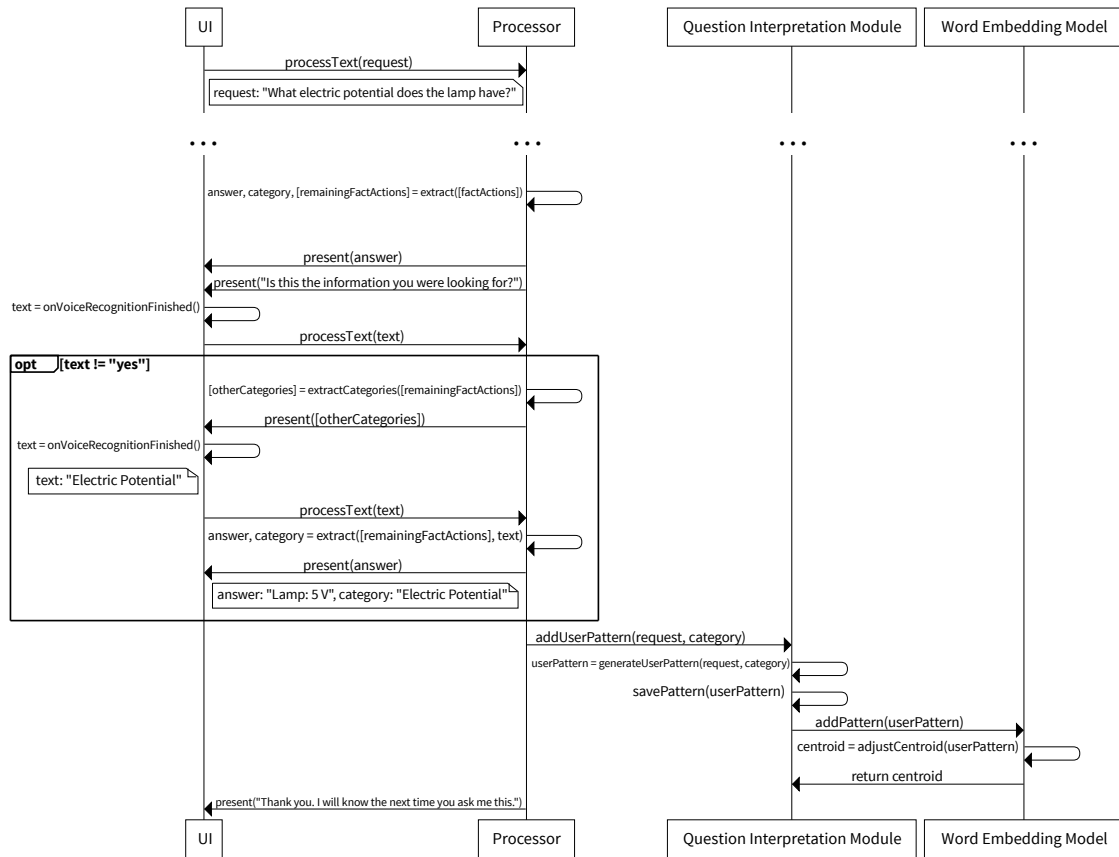 UI
Processor
Question Interpretation Module
Word Embedding Model
processText(request)
request: "What electric potential does the lamp have?"
...
...
...
...
answer, category, [remainingFactActions] = extract([factActions])
present(answer)
present("Is this the information you were looking for?")
text = onVoiceRecognitionFinished()
processText(text)
opt
[text != "yes"]
[otherCategories] = extractCategories([remainingFactActions])
present([otherCategories])
text = onVoiceRecognitionFinished()
text: "Electric Potential"
processText(text)
answer, category = extract([remainingFactActions], text)
present(answer)
answer: "Lamp: 5 V", category: "Electric Potential"
addUserPattern(request, category)
userPattern = generateUserPattern(request, category)
savePattern(userPattern)
addPattern(userPattern)
centroid = adjustCentroid(userPattern)
return centroid
present("Thank you. I will know the next time you ask me this.")
UI
Processor
Question Interpretation Module
Word Embedding Model